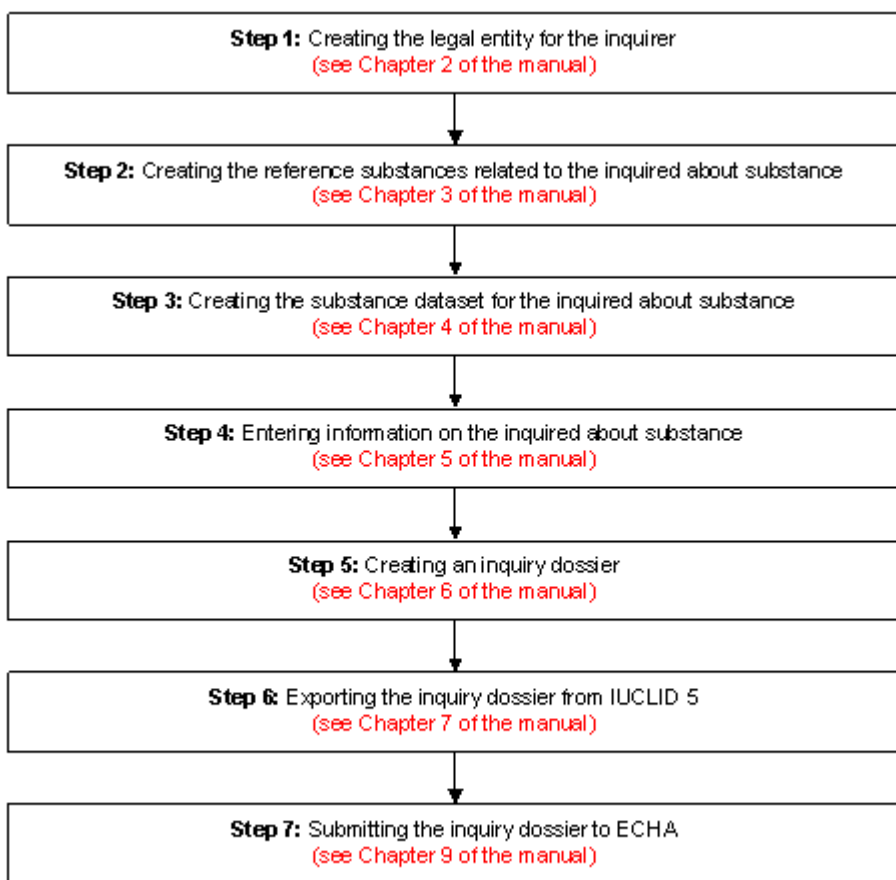 Step 1: Creating the legal entity for the inquirer
(see Chapter 2 of the manual)
Step 2: Creating the reference substances related to the inquired about substance
(see Chapter 3 of the manual)
Step 3: Creating the substance dataset for the inquired about substance
(see Chapter 4 of the manual)
Step 4: Entering information on the inquired about substance
(see Chapter 5 of the manual)
Step 5: Creating an inquiry dossier
(see Chapter 6 of the manual)
Step 6: Exporting the inquiry dossier from IUCLID 5
(see Chapter 7 of the manual)
Step 7: Submitting the inquiry dossier to ECHA
(see Chapter 9 of the manual)